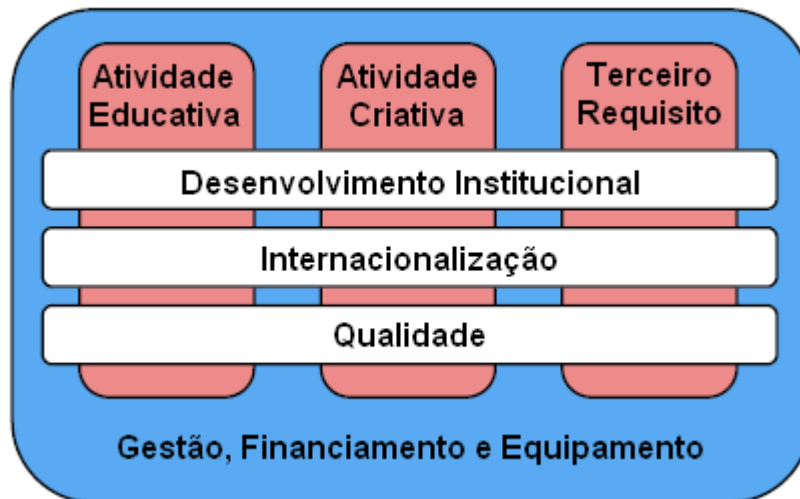 Atividade
Educativa
Atividade
Criativa
Terceiro
Requisito
Desenvolvimento Institucional
Internacionalização
Qualidade
Gestão, Financiamento e Equipamento